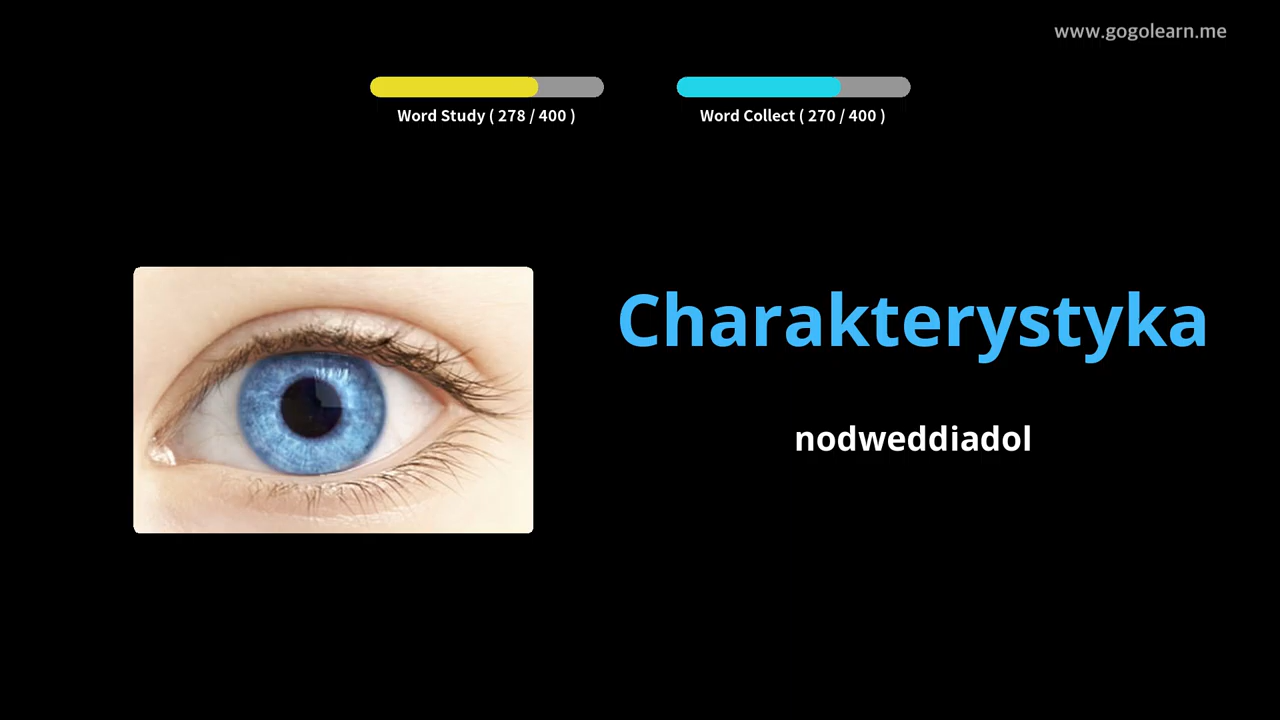 www.gogolearn.me
Word Study ( 278 / 400 )
Word Collect ( 270 / 400 )
Charakterystyka
nodweddiadol